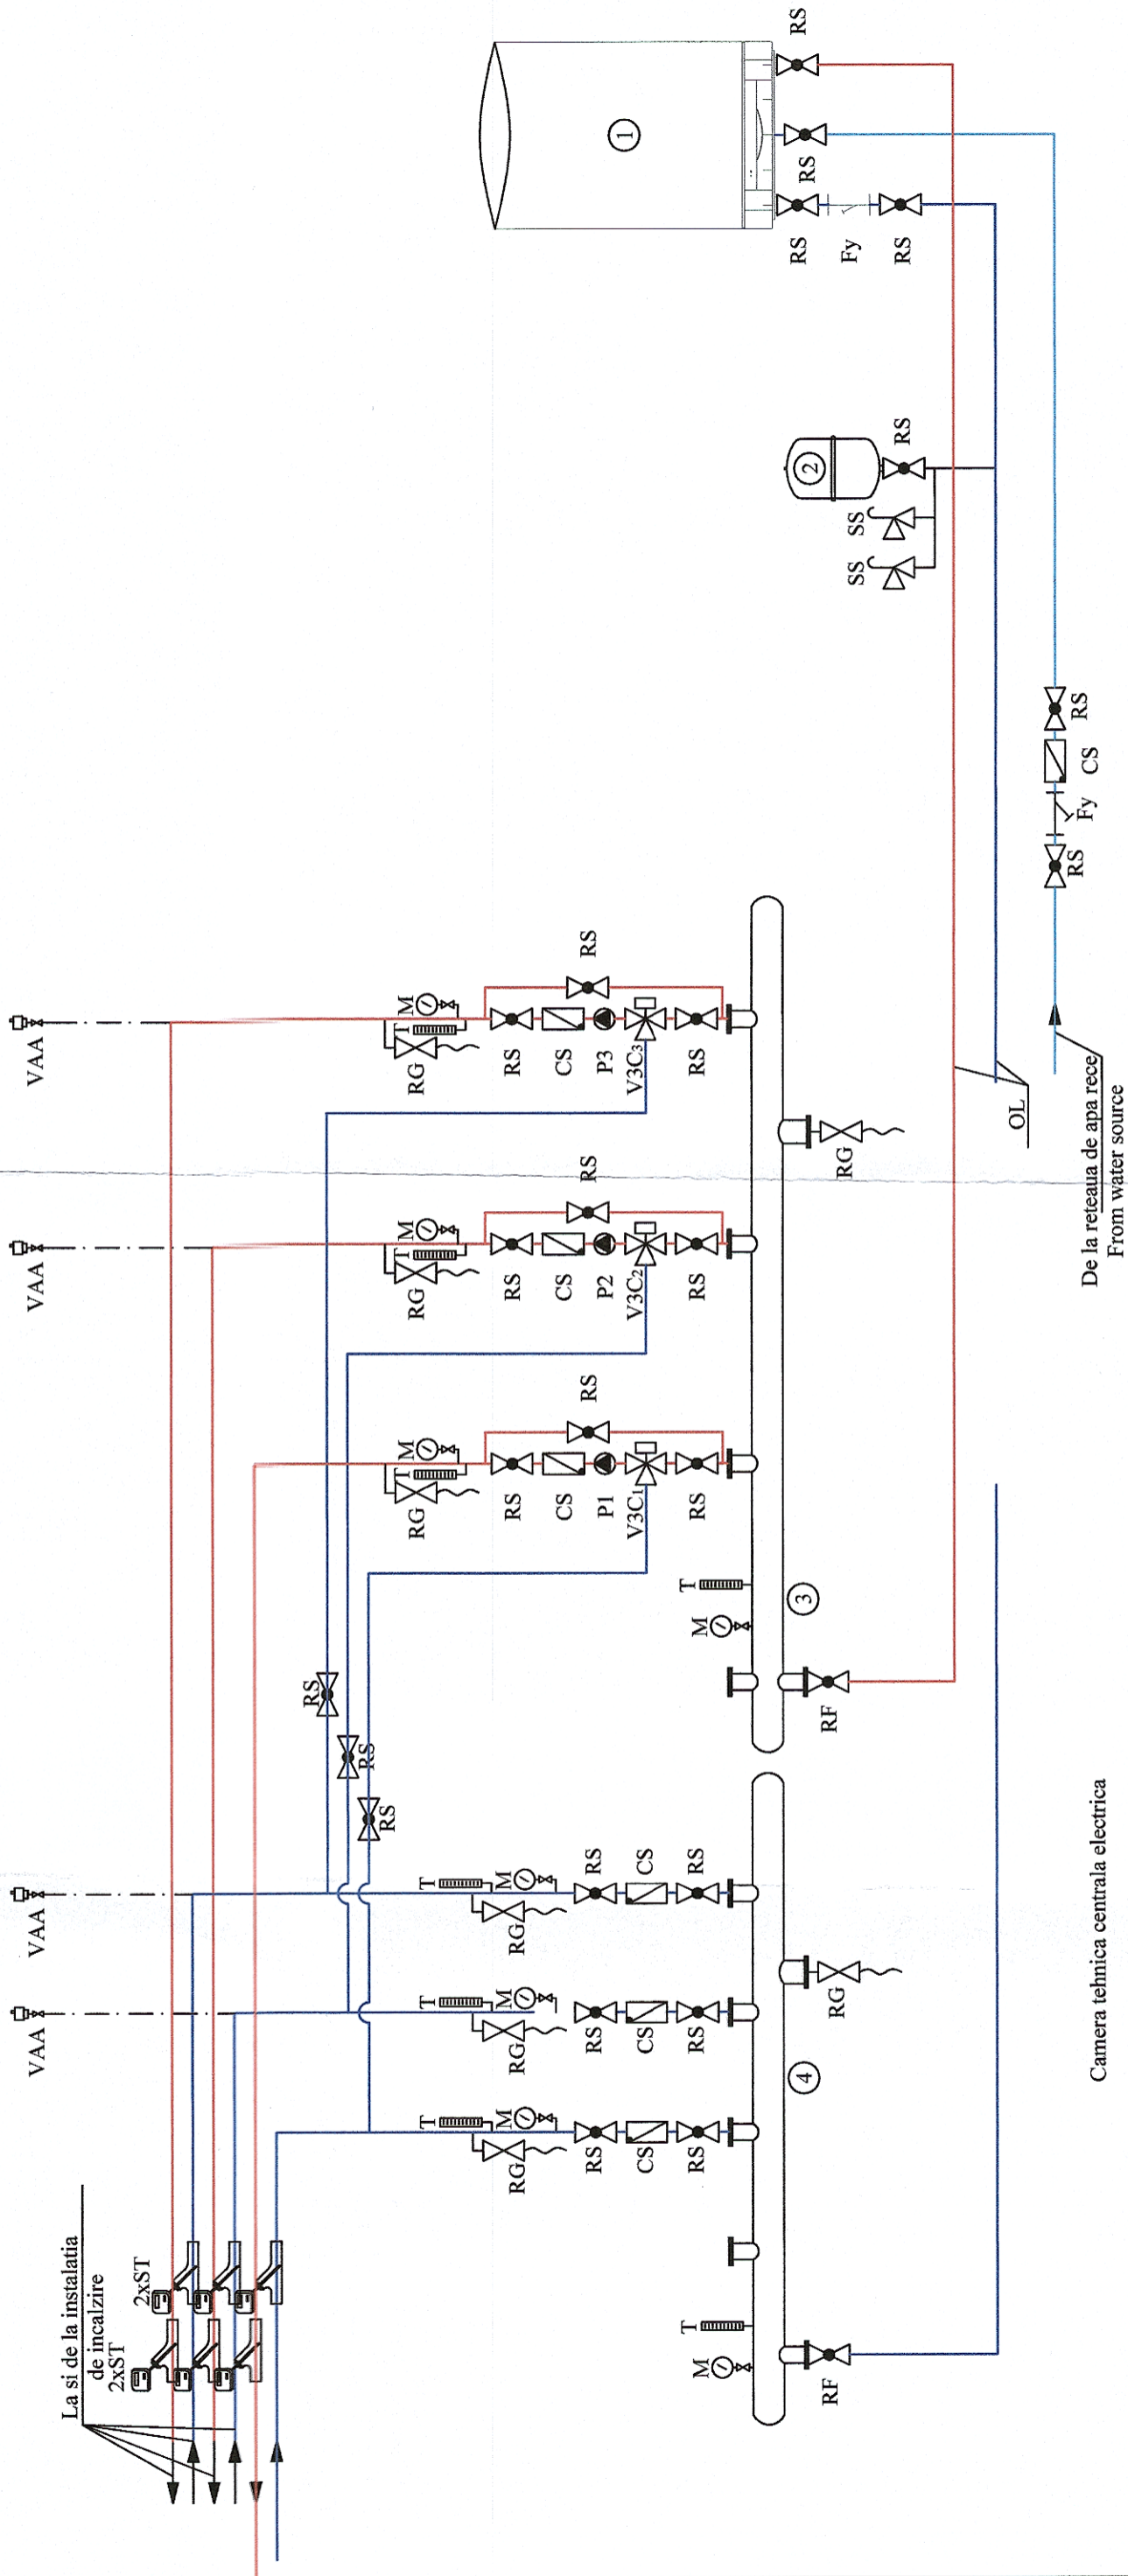 VAA
VAA
VAA
VAA
La si de la instalatia
de incalzire
2xST
2xST
RS
RS
RS
T
M
RG
T
M
RG
T
M
RG
RS
CS
RS
RS
CS
RS
RS
CS
RS
M
T
RG
RS
CS
P1
V3C1
RS
RS
M
T
RG
RS
CS
P2
V3C2
RS
RS
M
T
RG
RS
CS
P3
V3C3
RS
RS
M
T
4
RF
RG
M
T
3
RF
RG
1
RS
Fy
RS
RS
RS
2
RS
SS
SS
OL
RS
Fy
CS
RS
De la reteaua de apa rece
From water source
Camera tehnica centrala electrica